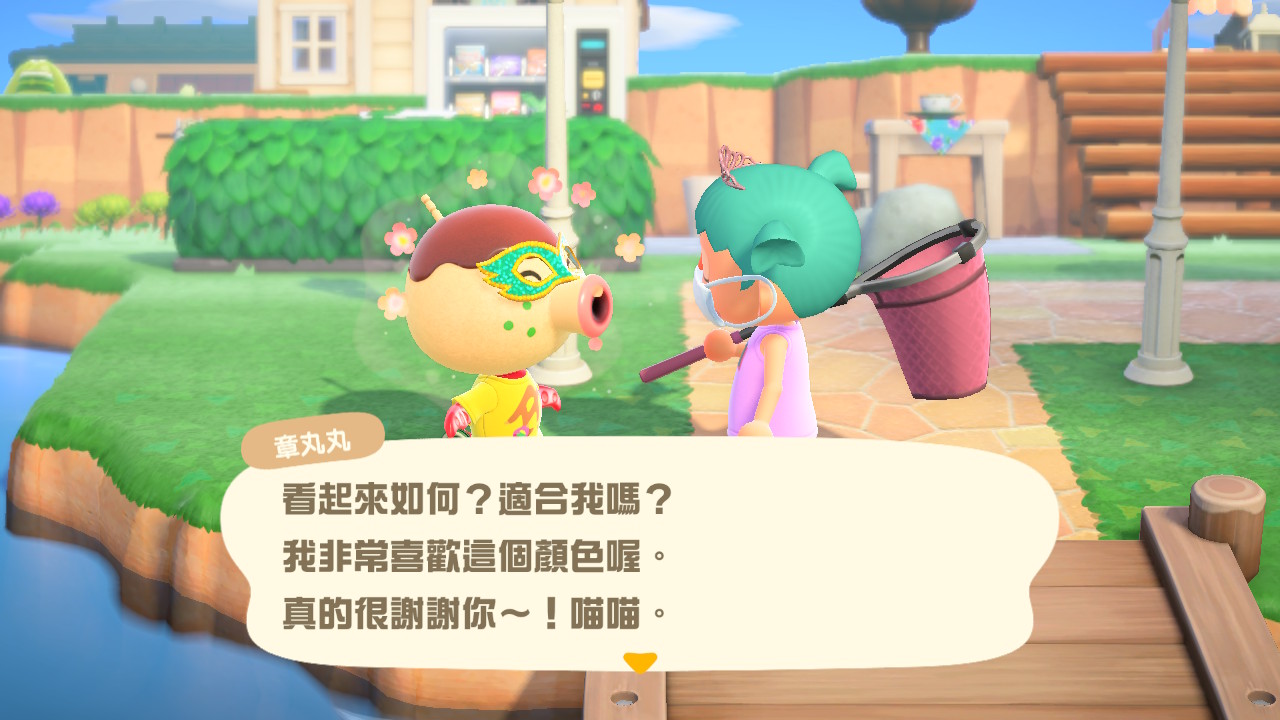 章丸丸
看起來如何？適合我嗎？
我非常喜歡這個顏色喔。
真的很謝謝你～！喵喵。